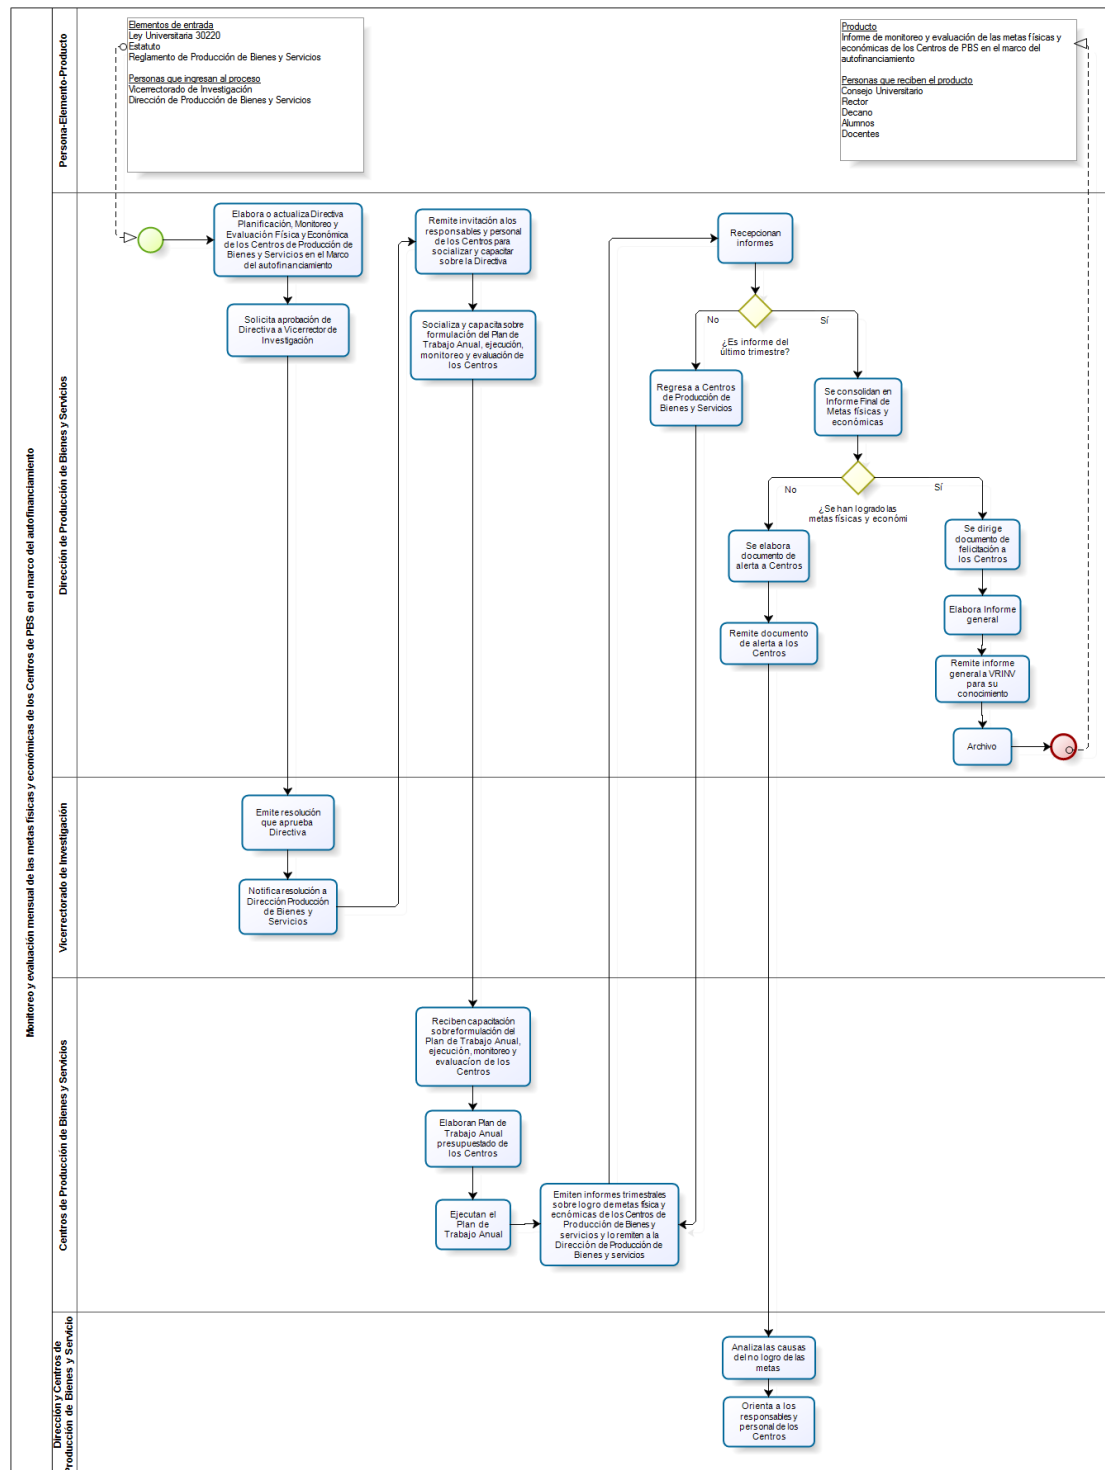 Monitoreo y evaluación mensual de las metas físicas y económicas de los Centros de PBS en el marco del autofinanciamiento
Persona-Elemento-Producto
Elementos de entrada
Ley Universitaria 30220
Estatuto
Reglamento de Producción de Bienes y Servicios
Personas que ingresan al proceso
Vicerrectorado de Investigación
Dirección de Producción de Bienes y Servicios
Producto
Informe de monitoreo y evaluación de las metas físicas y
económicas de los Centros de PBS en el marco del
autofinanciamiento
Personas que reciben el producto
Consejo Universitario
Rector
Decano
Alumnos
Docentes
Dirección de Producción de Bienes y Servicios
Elabora o actualiza Directiva
Planificación, Monitoreo y
Evaluación Física y Económica
de los Centros de Producción de
Bienes y Servicios en el Marco
del autofinanciamiento
Solicita aprobación de
Directiva a Vicerrector de
Investigación
Remite invitación a los
responsables y personal
de los Centros para
socializar y capacitar
sobre la Directiva
Socializa y capacita sobre
formulación del Plan de
Trabajo Anual, ejecución,
monitoreo y evaluación de
los Centros
Recepcionan
informes
No
Sí
¿Es informe del
último trimestre?
Regresa a Centros
de Producción de
Bienes y Servicios
Se consolidan en
Informe Final de
Metas físicas y
económicas
No
Sí
¿Se han logrado las
metas físicas y económi
Se elabora
documento de
alerta a Centros
Remite documento
de alerta a los
Centros
Se dirige
documento de
felicitación a
los Centros
Elabora Informe
general
Remite informe
general a VRINV
para su
conocimiento
Archivo
Vicerrectorado de Investigación
Emite resolución
que aprueba
Directiva
Notifica resolución a
Dirección Producción
de Bienes y
Servicios
Centros de Producción de Bienes y Servicios
Reciben capacitación
sobre formulación del
Plan de Trabajo Anual,
ejecución, monitoreo y
evaluacíon de los
Centros
Elaboran Plan de
Trabajo Anual
presupuestado de
los Centros
Ejecutan el
Plan de
Trabajo Anual
Emiten informes trimestrales
sobre logro de metas física y
ecnómicas de los Centros de
Producción de Bienes y
servicios y lo remiten a la
Dirección de Producción de
Bienes y servicios
Dirección y Centros de
Producción de Bienes y Servicio
Analiza las causas
del no logro de las
metas
Orienta a los
responsables y
personal de los
Centros